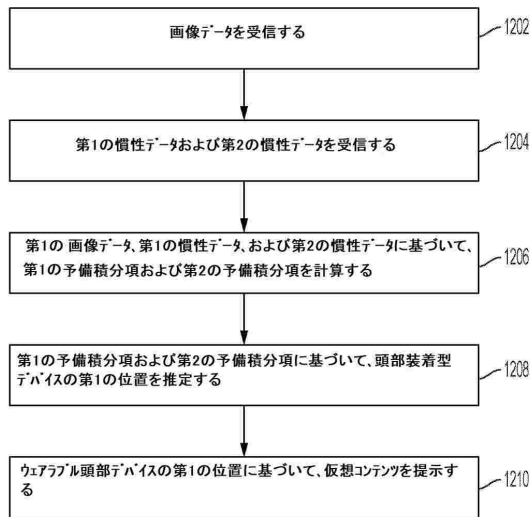 画像データを受信する
1202
第1の慣性データおよび第2の慣性データを受信する
1204
第1の画像データ、第1の慣性データ、および第2の慣性データに基づいて、
第1の予備積分項および第2の予備積分項を計算する
1206
第1の予備積分項および第2の予備積分項に基づいて、頭部装着型
デバイスの第1の位置を推定する
1208
ウェアラブル頭部デバイスの第1の位置に基づいて、仮想コンテンツを提示す
る
1210